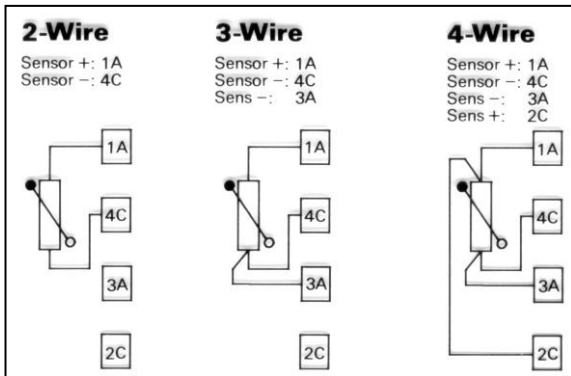 2-Wire
Sensor +: 1A
Sensor −: 4C
1A
4C
3A
2C
3-Wire
Sensor +: 1A
Sensor −: 4C
Sens −: 3A
1A
4C
3A
2C
4-Wire
Sensor +: 1A
Sensor −: 4C
Sens −: 3A
Sens +: 2C
1A
4C
3A
2C